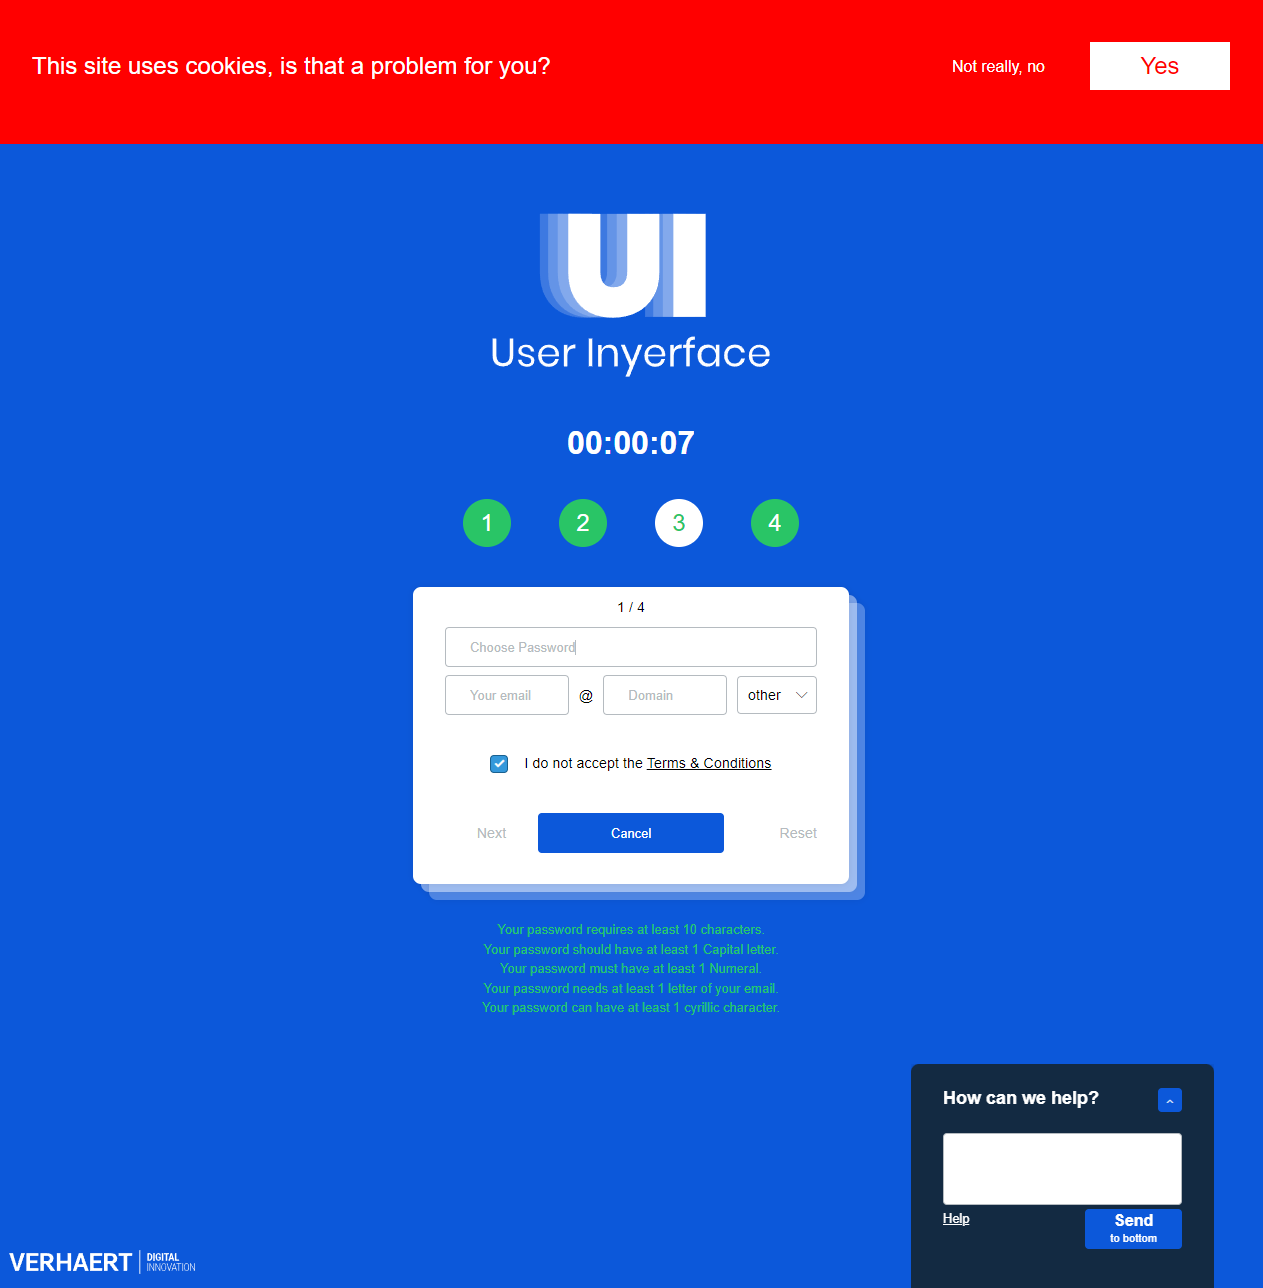 This site uses cookies, is that a problem for you?
Not really, no
Yes
UI
User Inyerface
00:00:07
1 2 3 4
1 / 4
Choose Password
Your email @ Domain other
I do not accept the Terms & Conditions
Next Cancel Reset
Your password requires at least 10 characters.
Your password should have at least 1 Capital letter.
Your password must have at least 1 Numeral.
Your password needs at least 1 letter of your email.
Your password can have at least 1 cyrillic character.
How can we help?
Help
Send
to bottom
VERHAERT
DIGITAL
INNOVATION